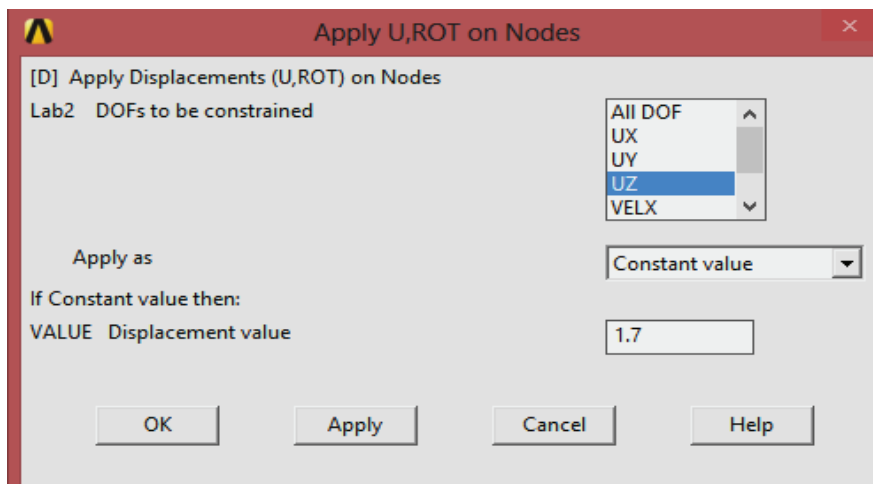 Apply U,ROT on Nodes
[D] Apply Displacements (U,ROT) on Nodes
Lab2 DOFs to be constrained
All DOF
UX
UY
UZ
VELX
Apply as
Constant value
If Constant value then:
VALUE Displacement value
1.7
OK Apply Cancel Help